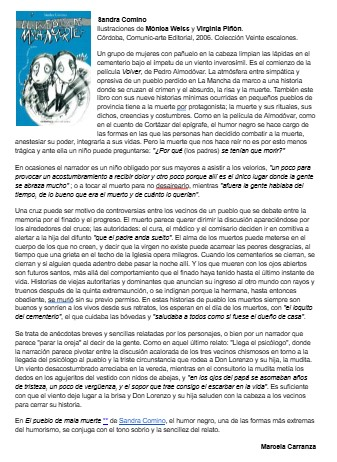 EL PUEBLO DE
MALA MUERTE
Sandra Comino
Ilustraciones de Mónica Weiss y Virginia Piñón.
Córdoba, Comunic-arte Editorial, 2006. Colección Veinte escalones.
Un grupo de mujeres con pañuelo en la cabeza limpian las lápidas en el
cementerio bajo el ímpetu de un viento inverosímil. Es el comienzo de la
película Volver, de Pedro Almodóvar. La atmósfera entre simpática y
opresiva de un pueblo perdido en La Mancha da marco a una historia
donde se cruzan el crimen y el absurdo, la risa y la muerte. También este
libro con sus nueve historias mínimas ocurridas en pequeños pueblos de
provincia tiene a la muerte por protagonista; la muerte y sus rituales, sus
dichos, creencias y costumbres. Como en la película de Almodóvar, como
en el cuento de Cortázar del epígrafe, el humor negro se hace cargo de
las formas en las que las personas han decidido combatir a la muerte,
anestesiar su poder, integrarla a sus vidas. Pero la muerte que nos hace reír no es por esto menos
trágica y ante ella un niño puede preguntarse: "¿Por qué (los padres) se tenían que morir?"
En ocasiones el narrador es un niño obligado por sus mayores a asistir a los velorios, "un poco para
provocar un acostumbramiento a recibir dolor y otro poco porque allí es el único lugar donde la gente
se abraza mucho" ; o a tocar al muerto para no desairearlo, mientras "afuera la gente hablaba del
tiempo, de lo bueno que era el muerto y de cuánto lo querían".
Una cruz puede ser motivo de controversias entre los vecinos de un pueblo que se debate entre la
memoria por el finado y el progreso. El muerto parece querer dirimir la discusión apareciéndose por
los alrededores del cruce; las autoridades: el cura, el médico y el comisario deciden ir en comitiva a
alertar a la hija del difunto "que el padre anda suelto". El alma de los muertos puede meterse en el
cuerpo de los que no creen, y decir que la virgen no existe puede acarrear las peores desgracias, al
tiempo que una grieta en el techo de la Iglesia opera milagros. Cuando los cementerios se cierran, se
cierran y si alguien queda adentro debe pasar la noche allí. Y los que mueren con los ojos abiertos
son futuros santos, más allá del comportamiento que el finado haya tenido hasta el último instante de
vida. Historias de viejas autoritarias y dominantes que anuncian su ingreso al otro mundo con rayos y
truenos después de la quinta extremaunción, o se indignan porque la hermana, hasta entonces
obediente, se murió sin su previo permiso. En estas historias de pueblo los muertos siempre son
buenos y sonríen a los vivos desde sus retratos, los esperan en el día de los muertos, con "el loquito
del cementerio", el que cuidaba las bóvedas y "saludaba a todos como si fuese el dueño de casa".
Se trata de anécdotas breves y sencillas relatadas por los personajes, o bien por un narrador que
parece "parar la oreja" al decir de la gente. Como en aquel último relato: "Llega el psicólogo", donde
la narración parece pivotar entre la discusión acalorada de los tres vecinos chismosos en torno a la
llegada del psicólogo al pueblo y la triste circunstancia que rodea a Don Lorenzo y su hija, la mudita.
Un viento desacostumbrado arreciaba en la vereda, mientras en el consultorio la mudita metía los
dedos en los agujeritos del vestido con ruidos de abejas, y "en los ojos del papá se asomaban años
de tristeza, un poco de vergüenza, y el sopor que trae consigo el escarbar en la vida". Es suficiente
con que el viento deje lugar a la brisa y Don Lorenzo y su hija saluden con la cabeza a los vecinos
para cerrar su historia.
En El pueblo de mala muerte "" de Sandra Comino, el humor negro, una de las formas más extremas
del humorismo, se conjuga con el tono sobrio y la sencillez del relato.
Marcela Carranza